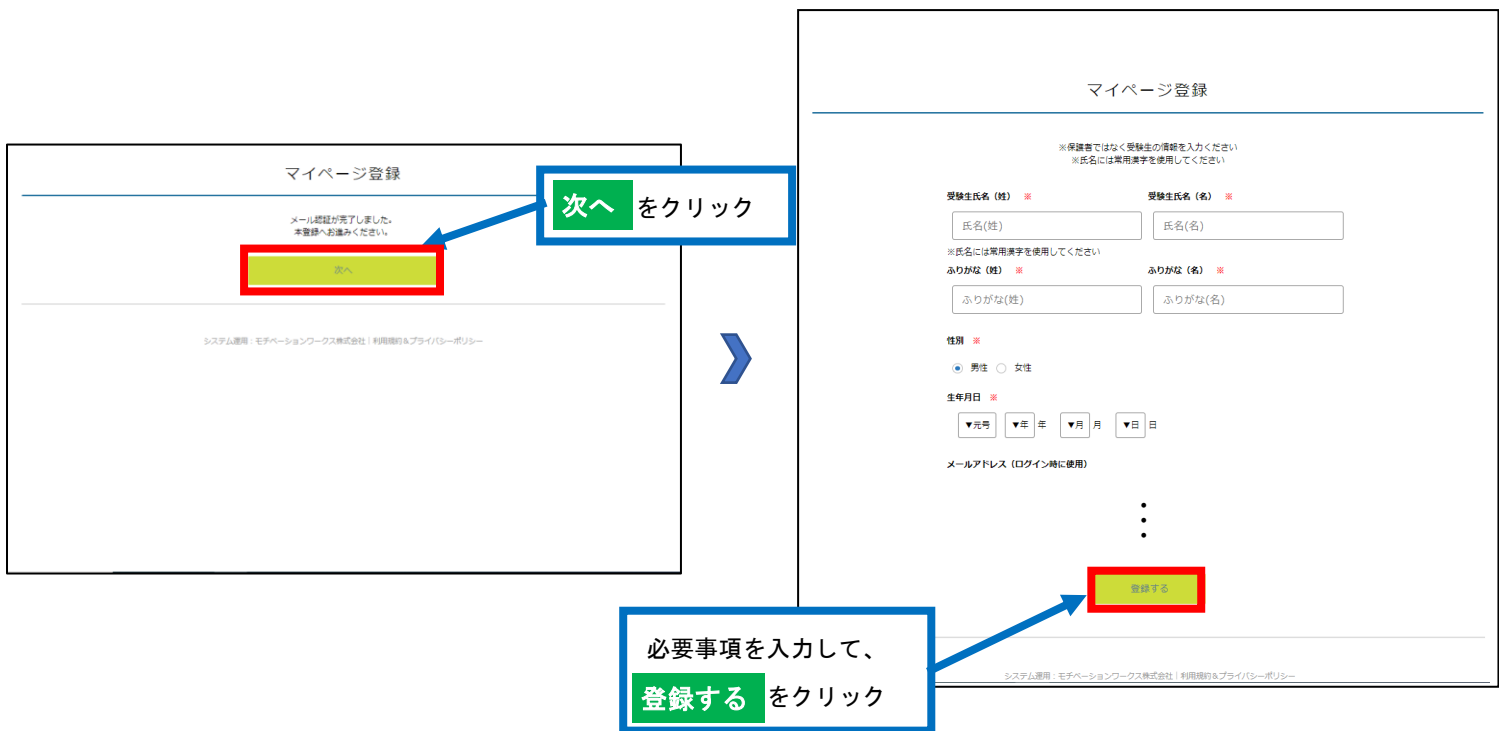 マイページ登録
メール認証が完了しました。
本登録へお進みください。
次へ
システム運用：モチベーションワークス株式会社｜利用規約＆プライバシーポリシー
次へ をクリック
マイページ登録
※保護者ではなく受験生の情報を入力ください
※氏名には常用漢字を使用してください
受験生氏名（姓） ※ 受験生氏名（名） ※
氏名(姓) 氏名(名)
※氏名には常用漢字を使用してください
ふりがな（姓） ※ ふりがな（名） ※
ふりがな(姓) ふりがな(名)
性別 ※
男性 女性
生年月日 ※
▼元号 ▼年 年 ▼月 月 ▼日 日
メールアドレス（ログイン時に使用）
登録する
システム運用：モチベーションワークス株式会社｜利用規約＆プライバシーポリシー
必要事項を入力して、
登録する をクリック